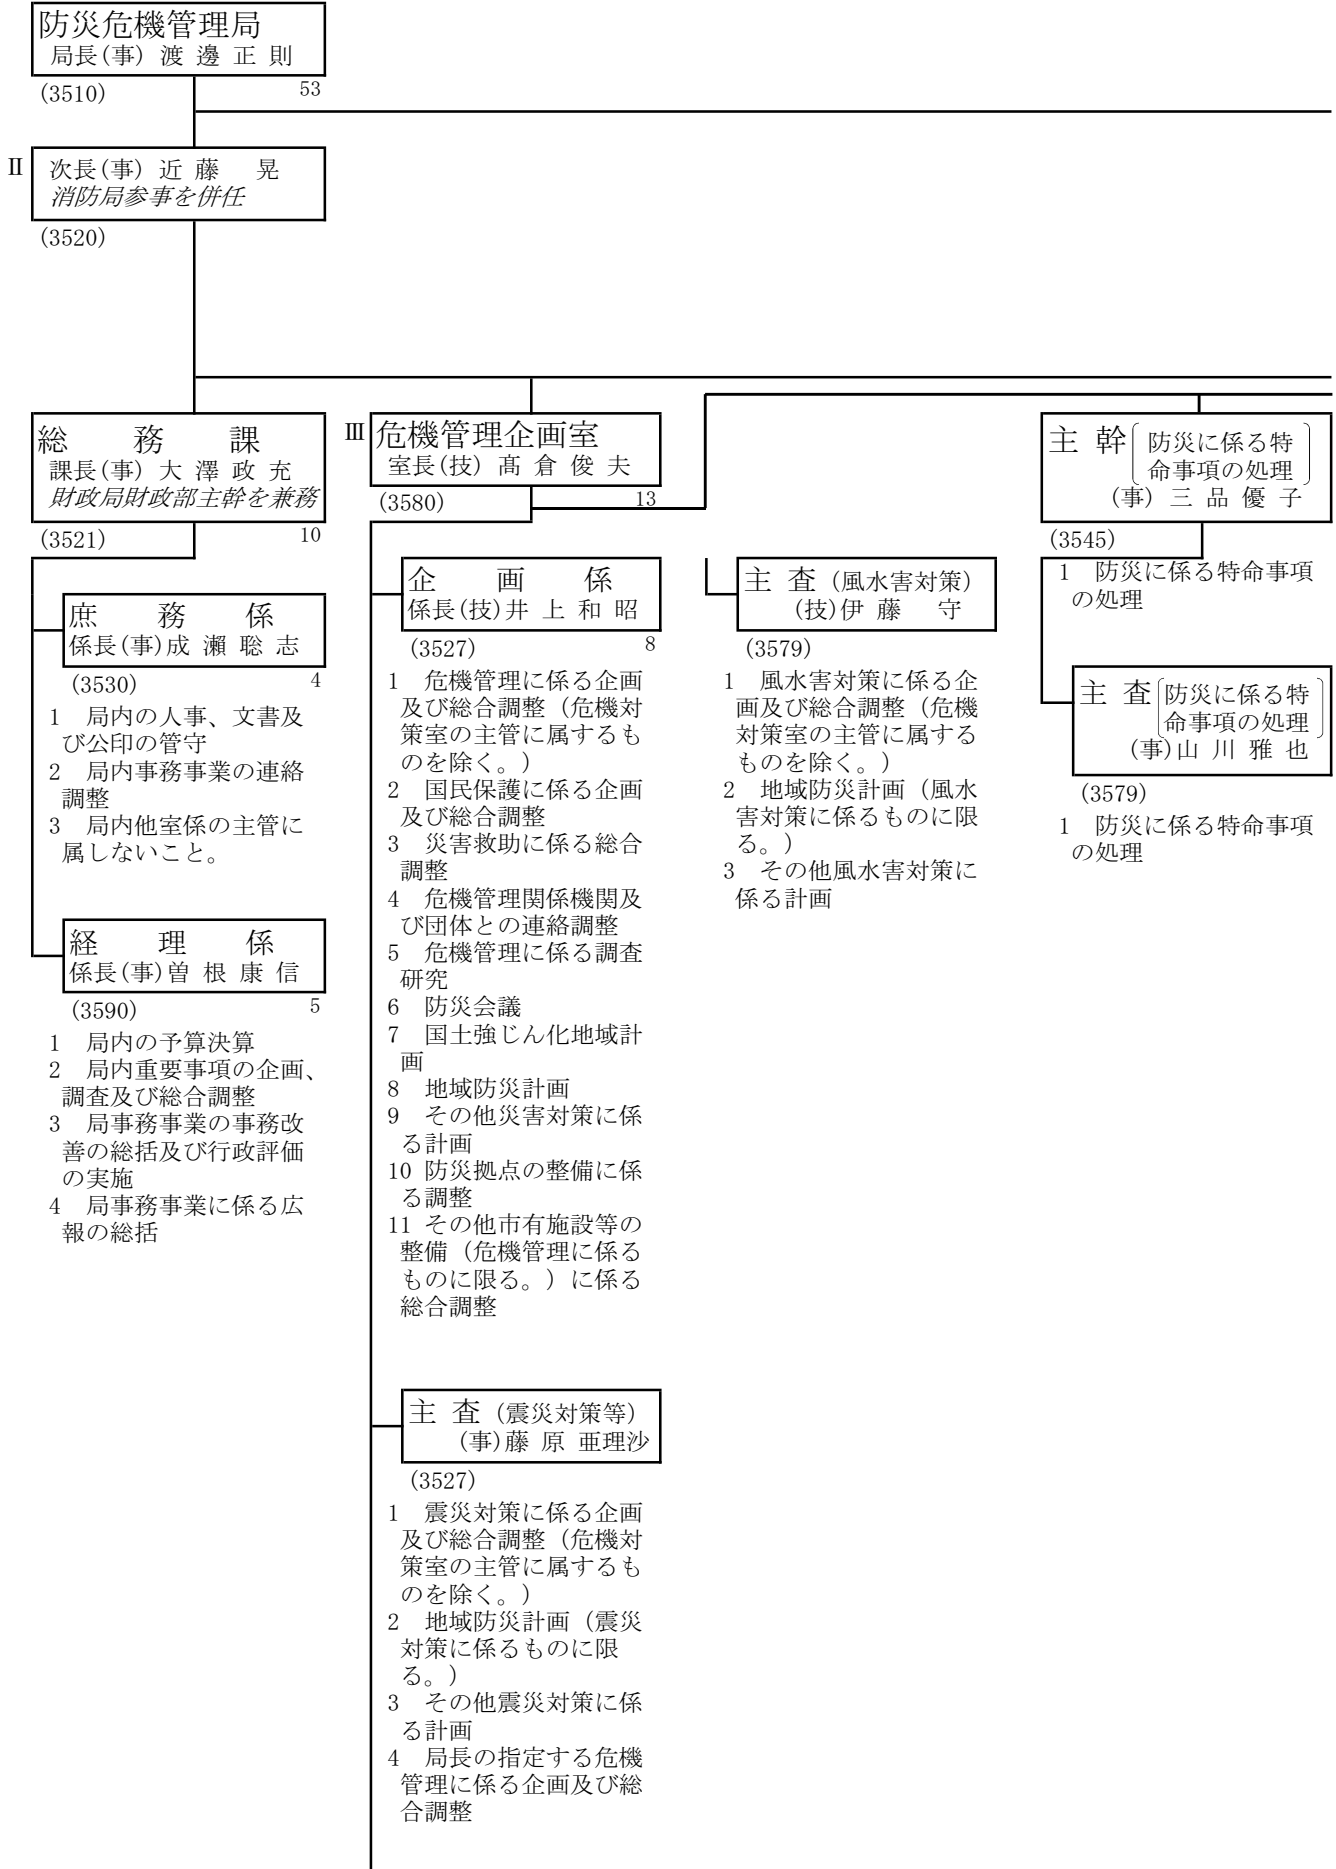 防災危機管理局
局長(事) 渡邊正則
(3510) 53
Ⅱ
次長(事) 近藤　晃
消防局参事を併任
(3520)
総務課
課長(事) 大澤政充
財政局財政部主幹を兼務
(3521) 10
庶務係
係長(事)成瀬聡志
(3530) 4
1　局内の人事、文書及
び公印の管守
2　局内事務事業の連絡
調整
3　局内他室係の主管に
属しないこと。
経理係
係長(事)曽根康信
(3590) 5
1　局内の予算決算
2　局内重要事項の企画、
調査及び総合調整
3　局事務事業の事務改
善の総括及び行政評価
の実施
4　局事務事業に係る広
報の総括
Ⅲ
危機管理企画室
室長(技) 髙倉俊夫
(3580) 13
企画係
係長(技)井上和昭
(3527) 8
1　危機管理に係る企画
及び総合調整（危機対
策室の主管に属するも
のを除く。）
2　国民保護に係る企画
及び総合調整
3　災害救助に係る総合
調整
4　危機管理関係機関及
び団体との連絡調整
5　危機管理に係る調査
研究
6　防災会議
7　国土強じん化地域計
画
8　地域防災計画
9　その他災害対策に係
る計画
10 防災拠点の整備に係
る調整
11 その他市有施設等の
整備（危機管理に係る
ものに限る。）に係る
総合調整
主査（震災対策等）
(事)藤原亜理沙
(3527)
1　震災対策に係る企画
及び総合調整（危機対
策室の主管に属するも
のを除く。）
2　地域防災計画（震災
対策に係るものに限
る。）
3　その他震災対策に係
る計画
4　局長の指定する危機
管理に係る企画及び総
合調整
主査（風水害対策）
(技)伊藤　守
(3579)
1　風水害対策に係る企
画及び総合調整（危機
対策室の主管に属する
ものを除く。）
2　地域防災計画（風水
害対策に係るものに限
る。）
3　その他風水害対策に
係る計画
主幹〔防災に係る特
命事項の処理〕
(事) 三品優子
(3545)
1　防災に係る特命事項
の処理
主査〔防災に係る特
命事項の処理〕
(事)山川雅也
(3579)
1　防災に係る特命事項
の処理